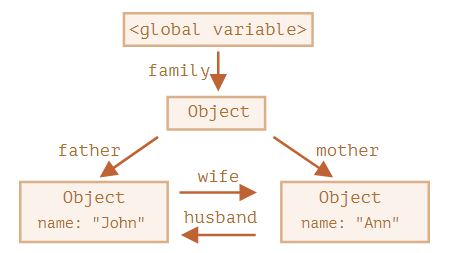 <global variable>
family
Object
father
mother
wife
Object
name: "John"
husband
Object
name: "Ann"